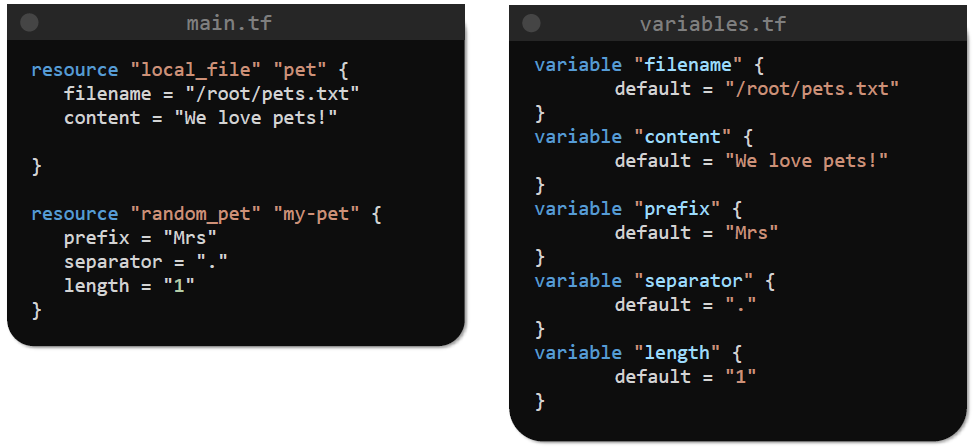 main.tf
resource "local_file" "pet" {
filename = "/root/pets.txt"
content = "We love pets!"
}
resource "random_pet" "my-pet" {
prefix = "Mrs"
separator = "."
length = "1"
}
variables.tf
variable "filename" {
default = "/root/pets.txt"
}
variable "content" {
default = "We love pets!"
}
variable "prefix" {
default = "Mrs"
}
variable "separator" {
default = "."
}
variable "length" {
default = "1"
}